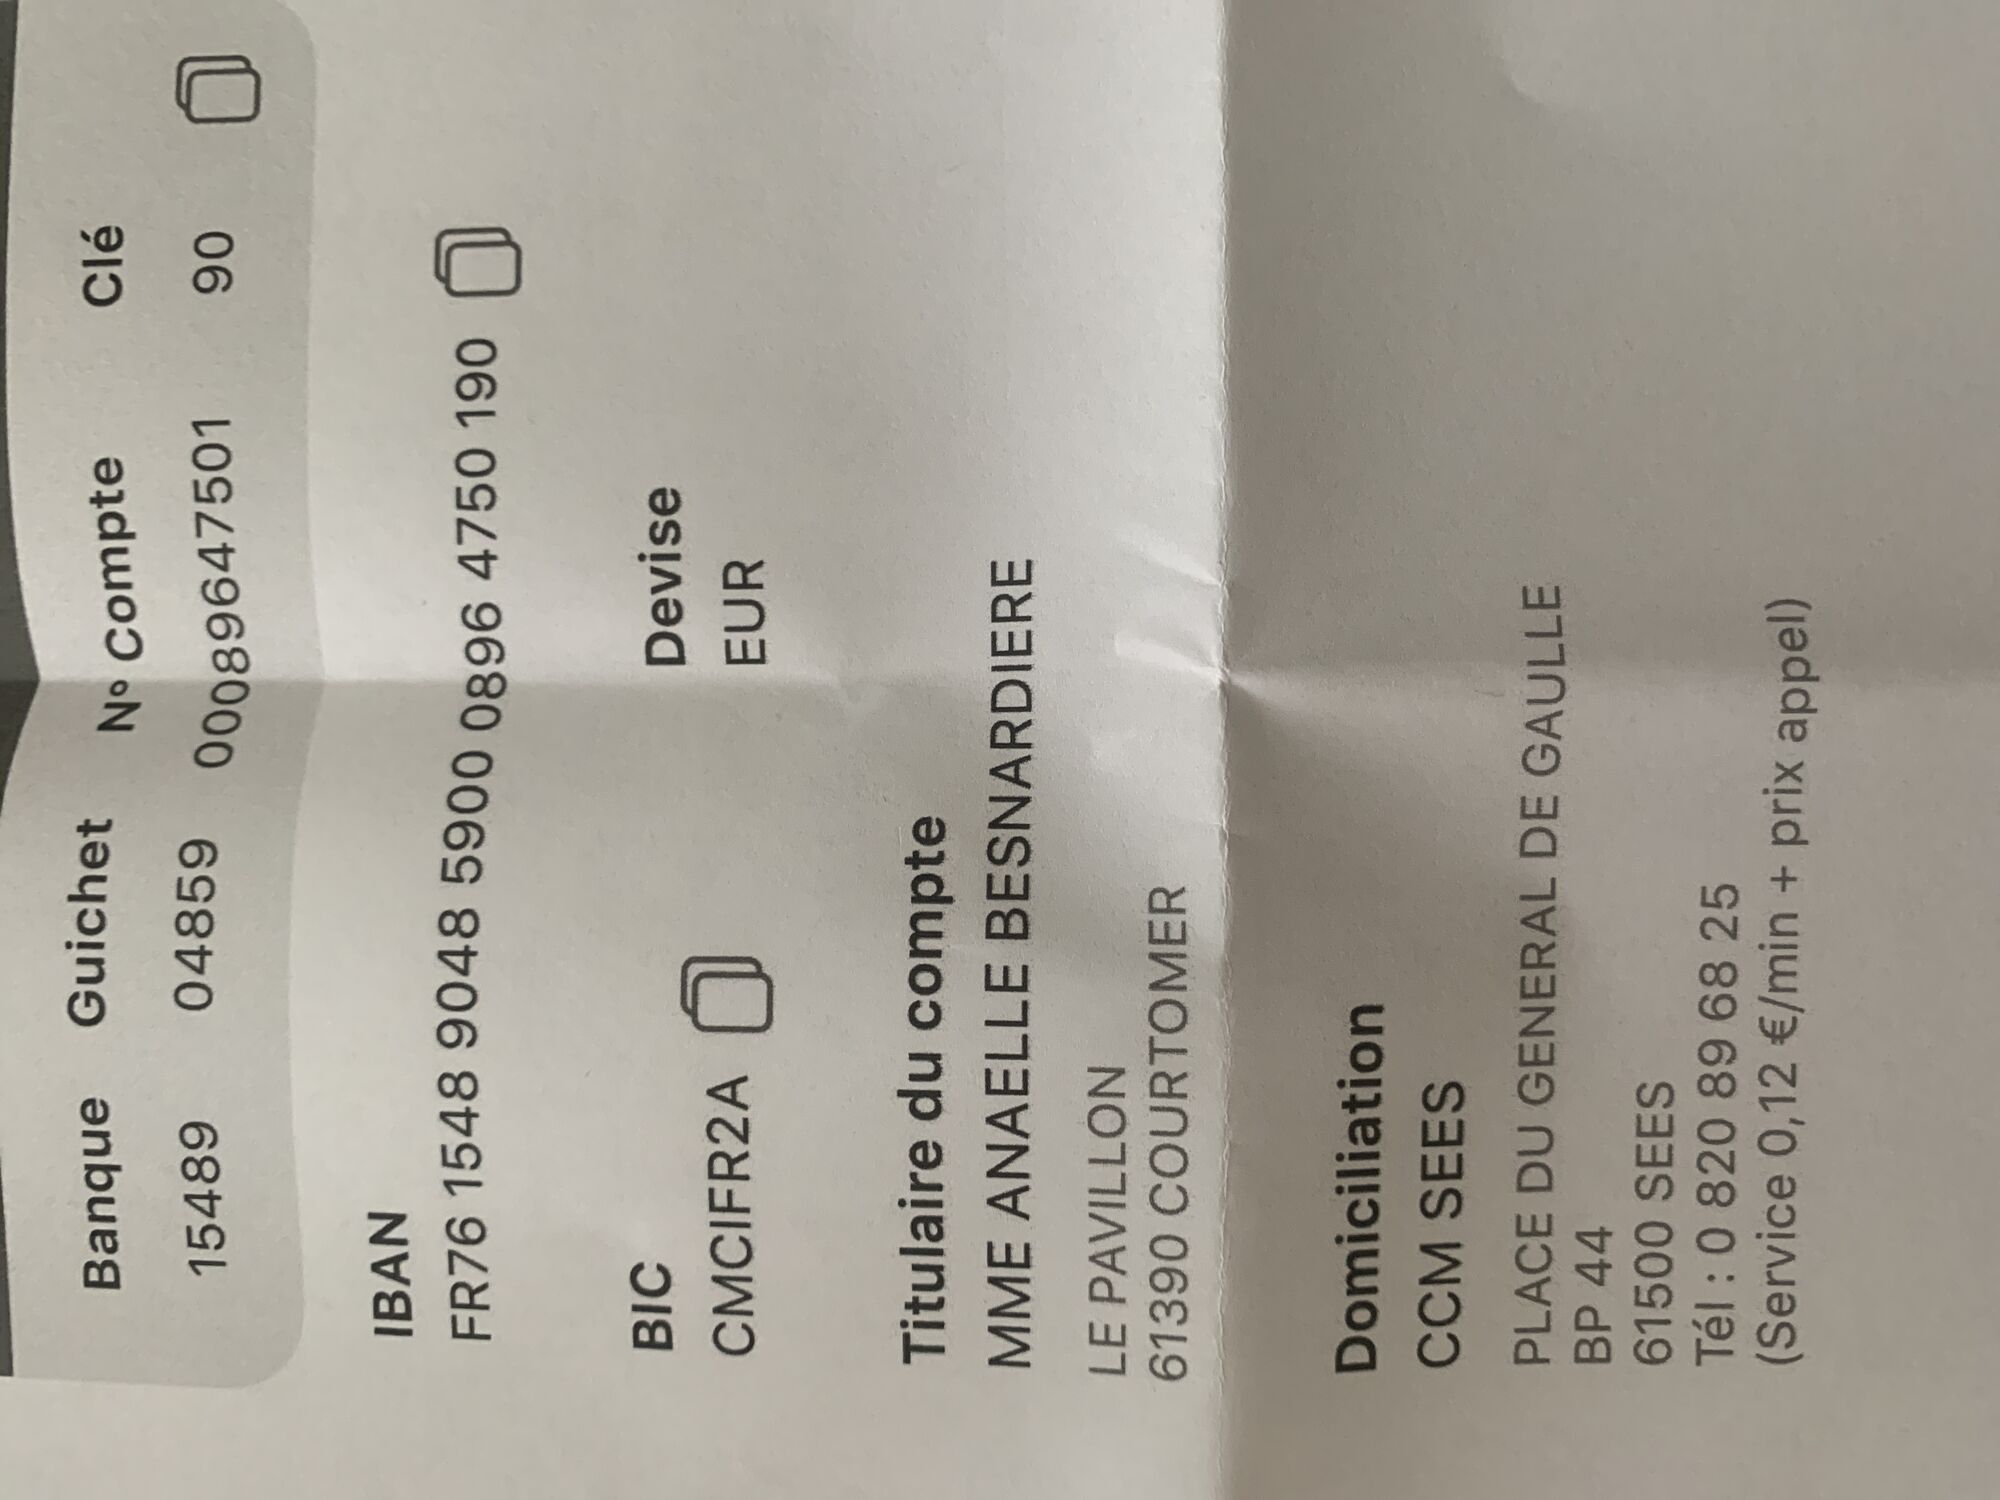 Banque Guichet N° Compte Clé
15489 04859 00089647501 90
IBAN
FR76 1548 9048 5900 0896 4750 190
BIC Devise
CMCIFR2A EUR
Titulaire du compte
MME ANAELLE BESNARDIERE
LE PAVILLON
61390 COURTOMER
Domiciliation
CCM SEES
PLACE DU GENERAL DE GAULLE
BP 44
61500 SEES
Tél : 0 820 89 68 25
(Service 0,12 €/min + prix appel)